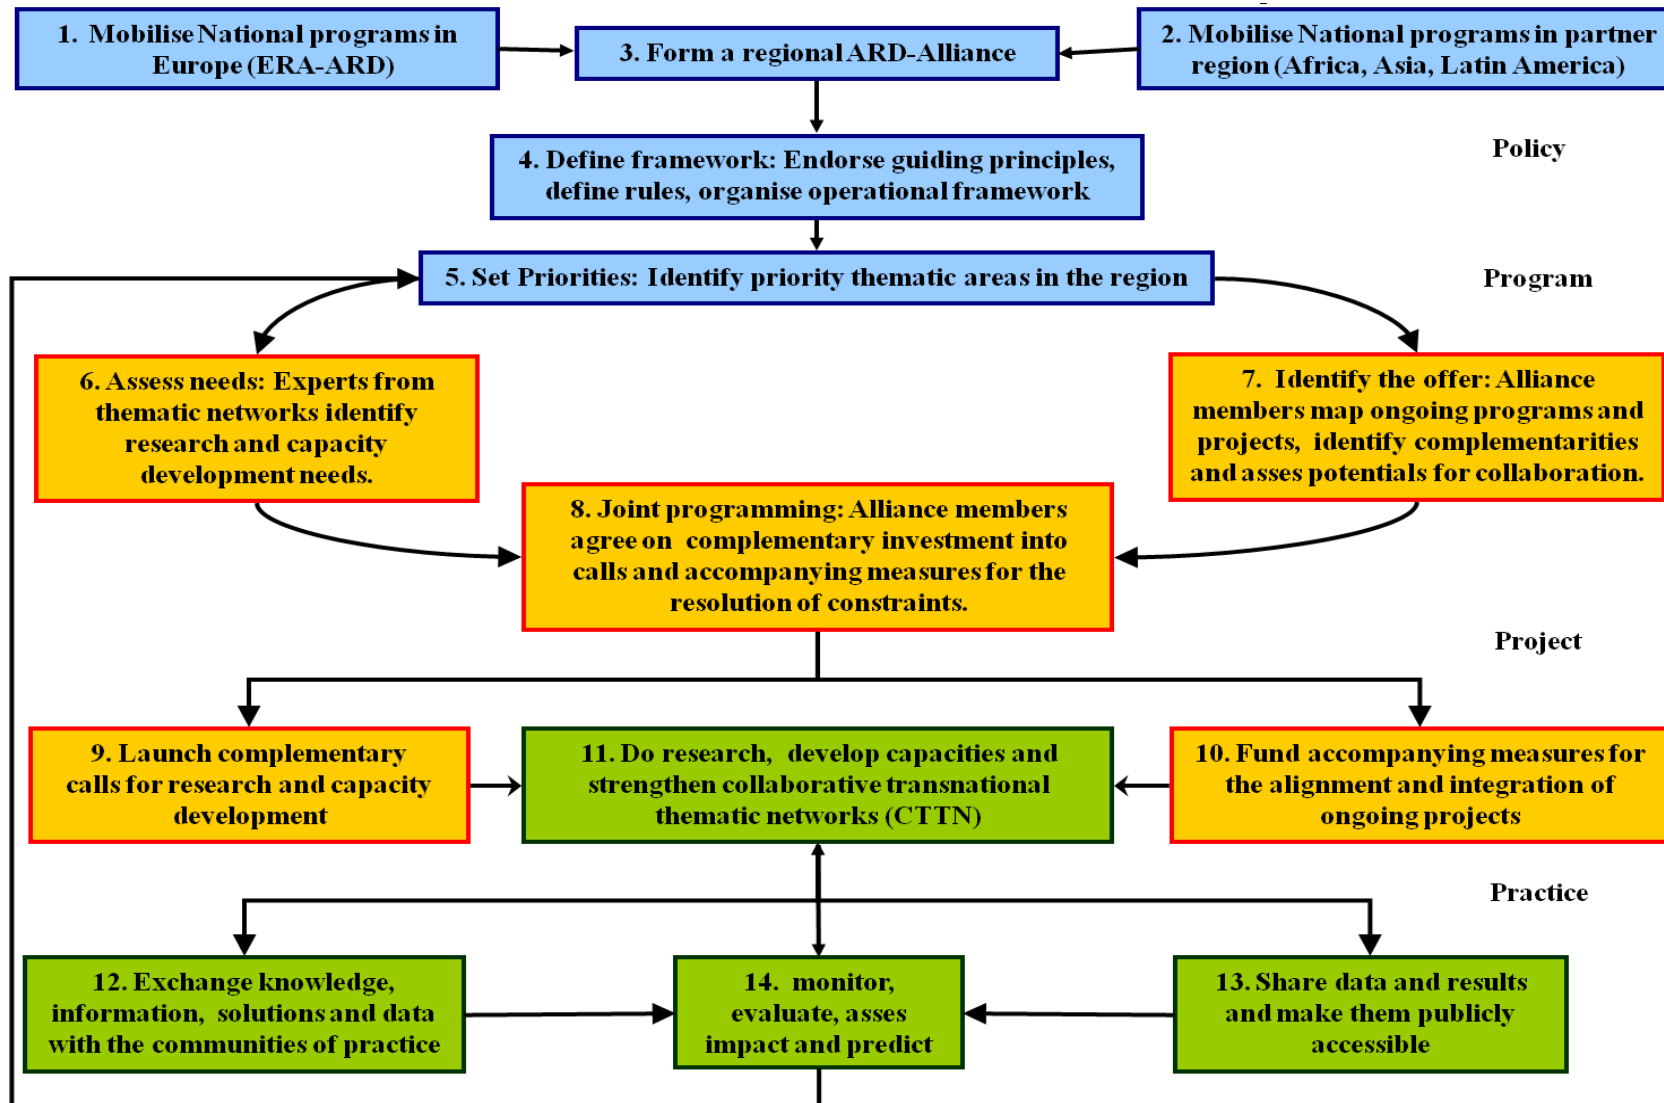 1. Mobilise National programs in
Europe (ERA-ARD)
3. Form a regional ARD-Alliance
2. Mobilise National programs in partner
region (Africa, Asia, Latin America)
Policy
4. Define framework: Endorse guiding principles,
define rules, organise operational framework
5. Set Priorities: Identify priority thematic areas in the region
Program
6. Assess needs: Experts from
thematic networks identify
research and capacity
development needs.
7. Identify the offer: Alliance
members map ongoing programs and
projects, identify complementarities
and asses potentials for collaboration.
8. Joint programming: Alliance members
agree on complementary investment into
calls and accompanying measures for the
resolution of constraints.
Project
9. Launch complementary
calls for research and capacity
development
11. Do research, develop capacities and
strengthen collaborative transnational
thematic networks (CTTN)
10. Fund accompanying measures for
the alignment and integration of
ongoing projects
Practice
12. Exchange knowledge,
information, solutions and data
with the communities of practice
14. monitor,
evaluate, asses
impact and predict
13. Share data and results
and make them publicly
accessible